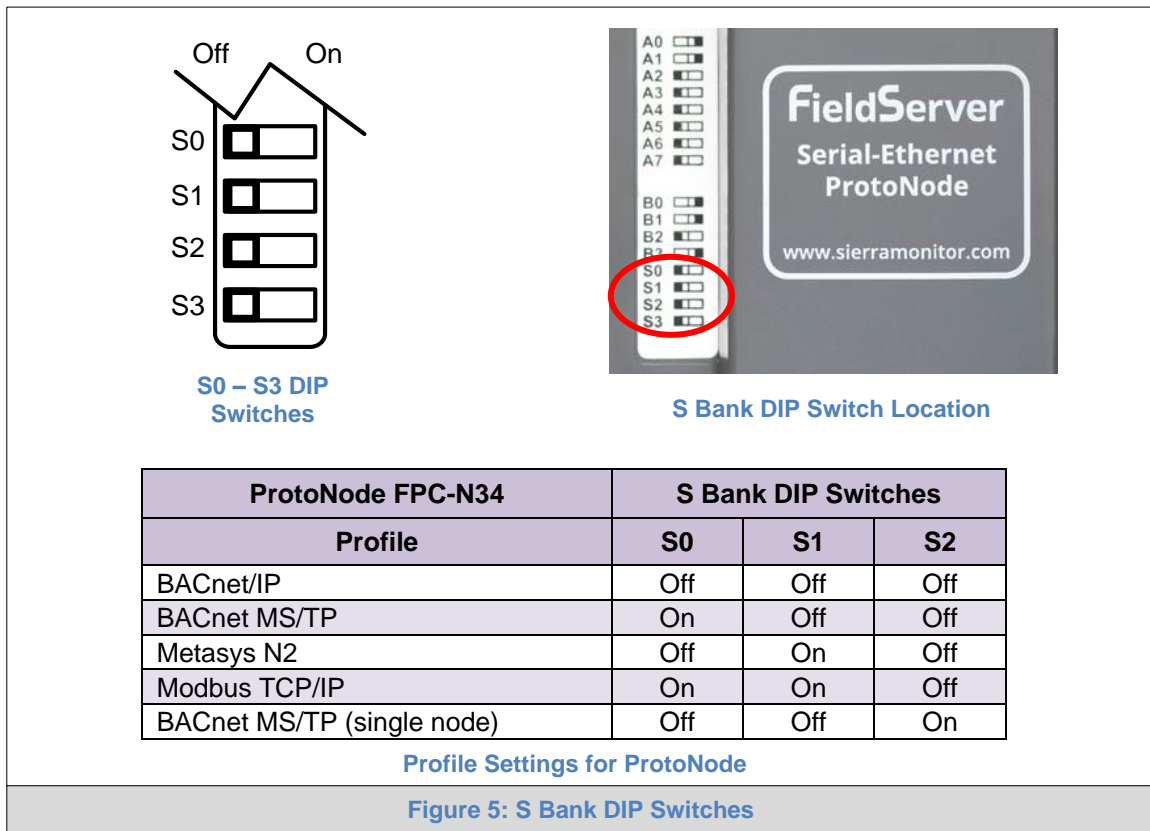 Off On
S0
S1
S2
S3
S0 – S3 DIP
Switches
A0
A1
A2
A3
A4
A5
A6
A7
B0
B1
B2
B3
S0
S1
S2
S3
FieldServer
Serial-Ethernet
ProtoNode
www.sierramonitor.com
S Bank DIP Switch Location
ProtoNode FPC-N34 S Bank DIP Switches
Profile S0 S1 S2
BACnet/IP Off Off Off
BACnet MS/TP On Off Off
Metasys N2 Off On Off
Modbus TCP/IP On On Off
BACnet MS/TP (single node) Off Off On
Profile Settings for ProtoNode
Figure 5: S Bank DIP Switches